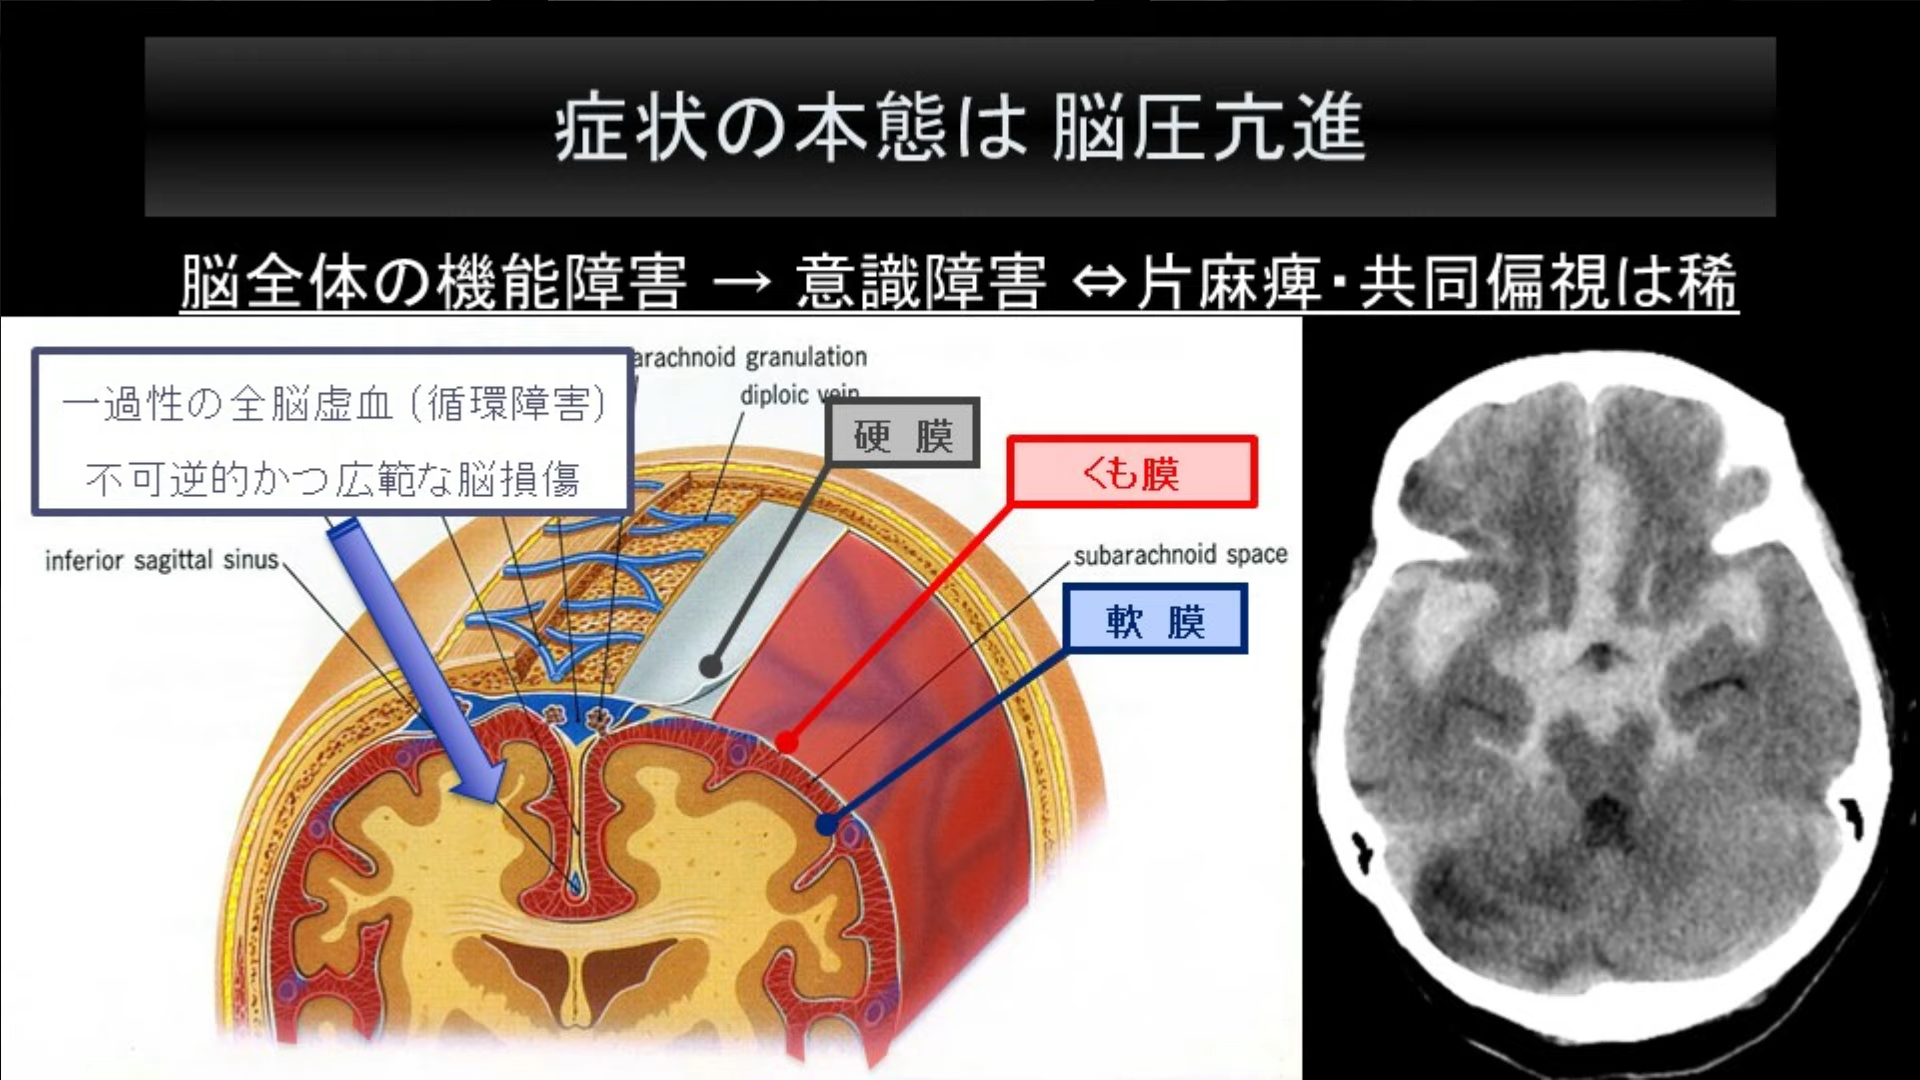 症状の本態は 脳圧亢進
脳全体の機能障害 → 意識障害 ⇔片麻痺・共同偏視は稀
一過性の全脳虚血 (循環障害)
不可逆的かつ広範な脳損傷
arachnoid granulation
diploic vein
硬 膜
くも膜
inferior sagittal sinus
subarachnoid space
軟 膜